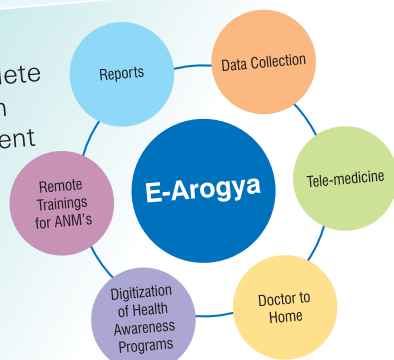 Reports
Data Collection
Tele-medicine
Doctor to
Home
Digitization
of Health
Awareness
Programs
Remote
Trainings
for ANM's
E-Arogya